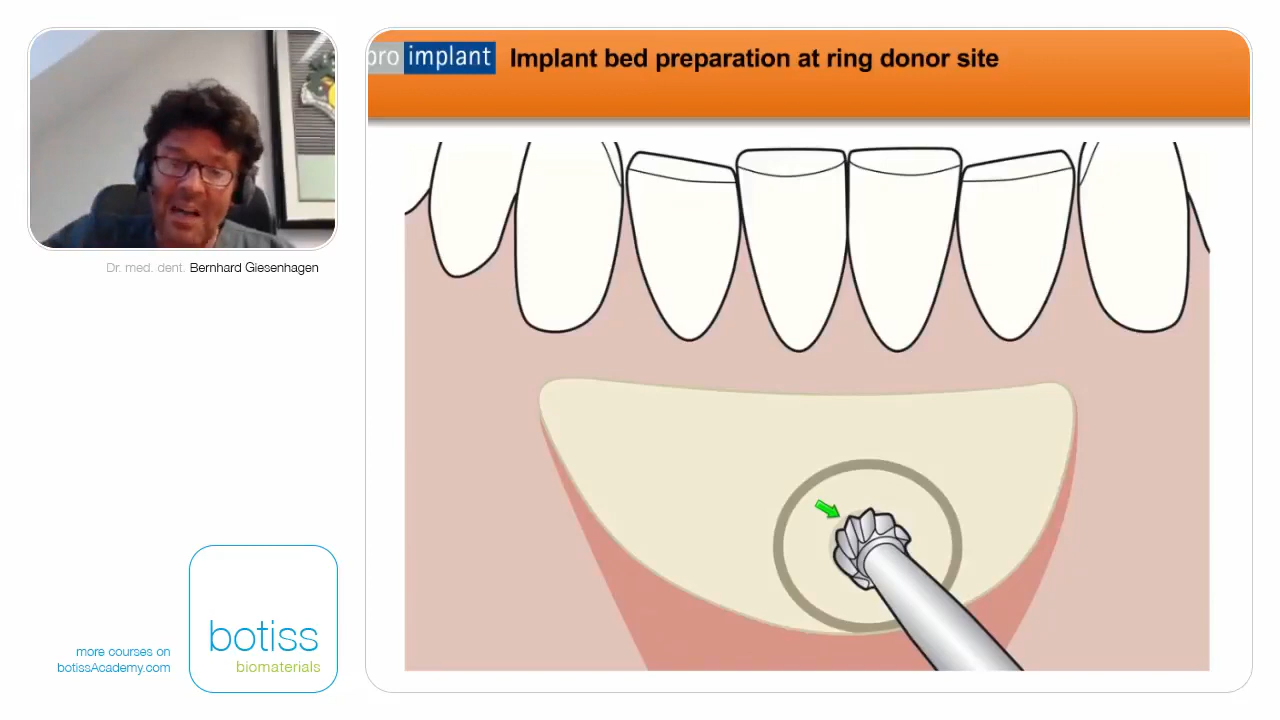 pro implant
Implant bed preparation at ring donor site
Dr. med. dent. Bernhard Giesenhagen
botiss
biomaterials
more courses on
botissAcademy.com